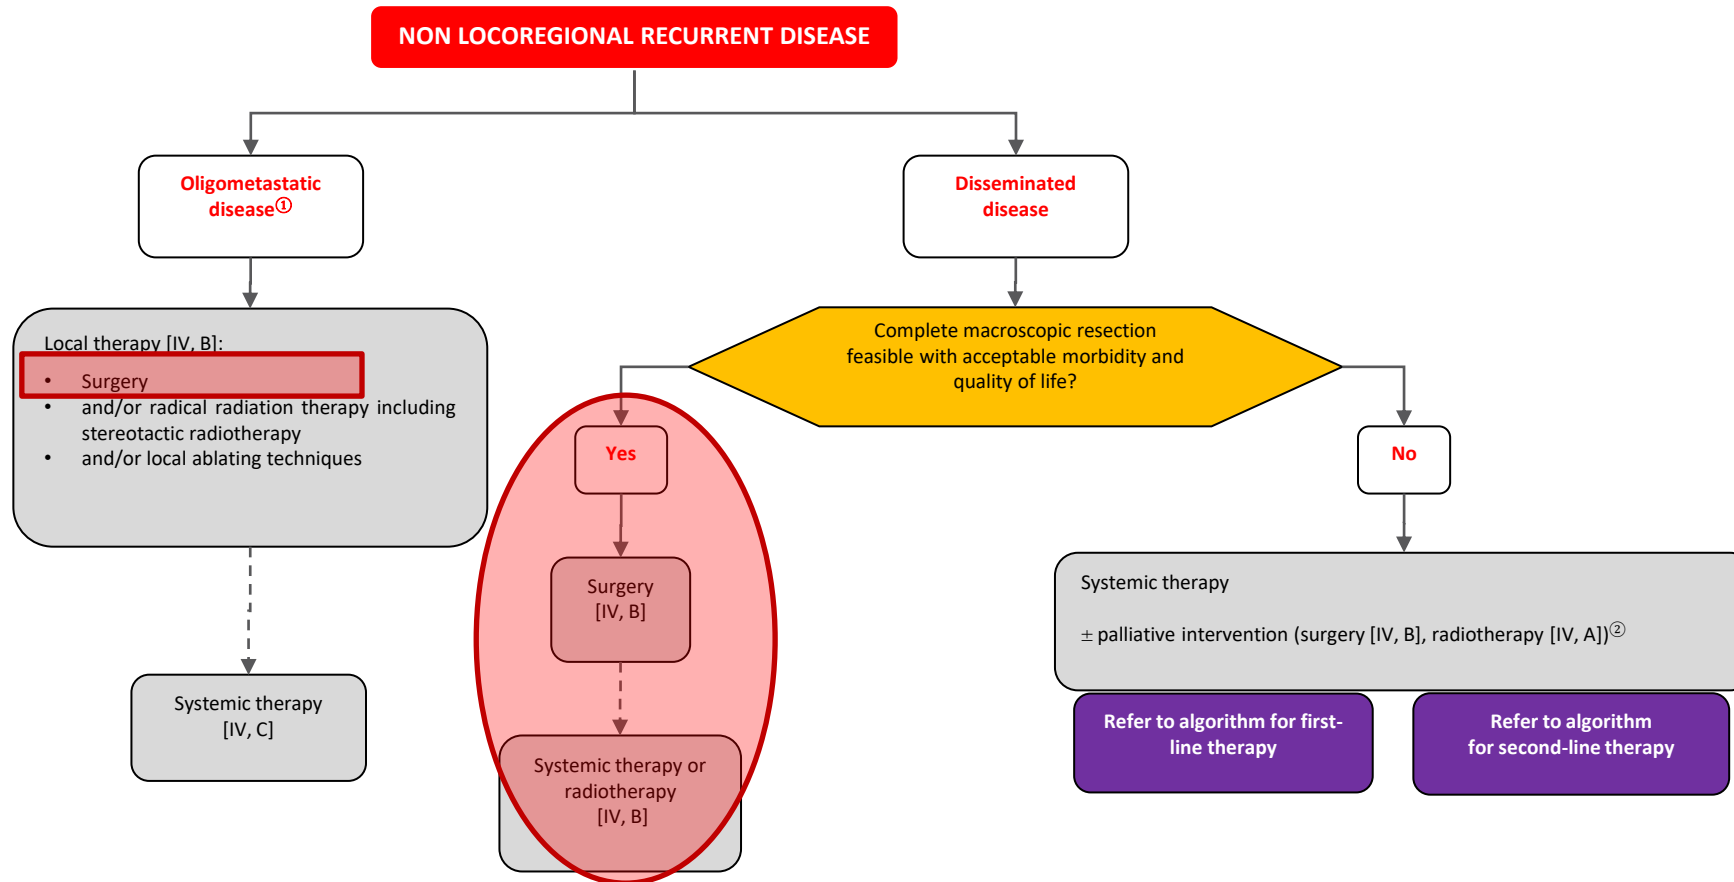 NON LOCOREGIONAL RECURRENT DISEASE
Oligometastatic
disease①
Disseminated
disease
Local therapy [IV, B]:
• Surgery
• and/or radical radiation therapy including
stereotactic radiotherapy
• and/or local ablating techniques
Complete macroscopic resection
feasible with acceptable morbidity and
quality of life?
Yes
No
Surgery
[IV, B]
Systemic therapy
± palliative intervention (surgery [IV, B], radiotherapy [IV, A])②
Systemic therapy
[IV, C]
Systemic therapy or
radiotherapy
[IV, B]
Refer to algorithm for first-
line therapy
Refer to algorithm
for second-line therapy